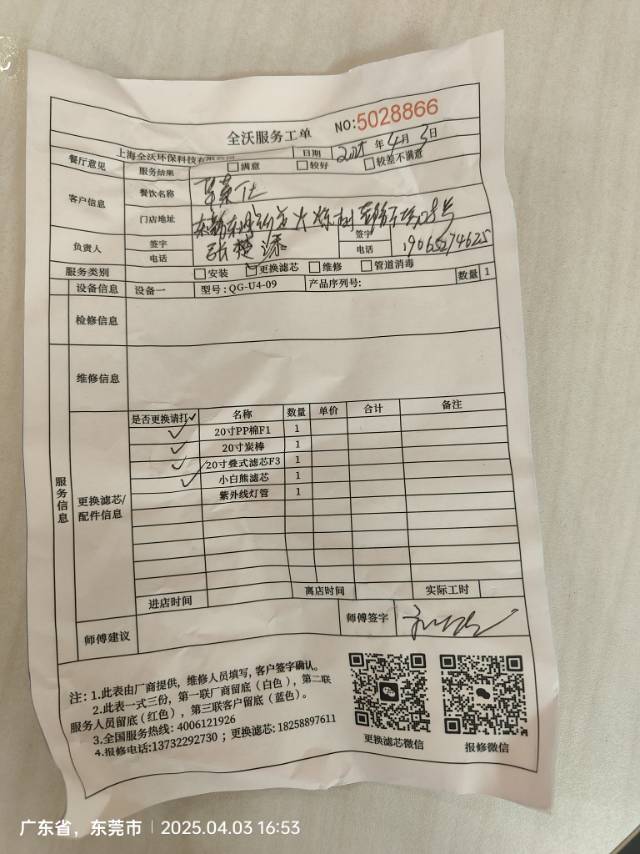 全沃服务工单 NO:5028866
上海全沃环保科技有限公司 日期 2025 年 4 月 3 日
餐厅意见 服务结果 满意 较好 较差不满意
客户信息 餐饮名称
门店地址 大 村 号
负责人 签字 签字
电话 电话 19065274625
服务类别 安装 更换滤芯 维修 管道消毒
设备信息 设备一 型号: QG-U4-09 产品序列号: 数量 1
检修信息
维修信息
服务信息
更换滤芯/配件信息
是否更换请打✓ 名称 数量 单价 合计 备注
✓ 20寸PP棉F1 1
✓ 20寸炭棒 1
✓ 20寸叠式滤芯F3 1
✓ 小白熊滤芯 1
紫外线灯管 1
进店时间 离店时间 实际工时
师傅建议 师傅签字
注: 1.此表由厂商提供, 维修人员填写, 客户签字确认。
2.此表一式三份, 第一联厂商留底 (白色), 第二联
服务人员留底 (红色), 第三联客户留底 (蓝色)。
3.全国服务热线: 4006121926
4.报修电话:13732292730 ; 更换滤芯: 18258897611
更换滤芯微信 报修微信
广东省, 东莞市 2025.04.03 16:53